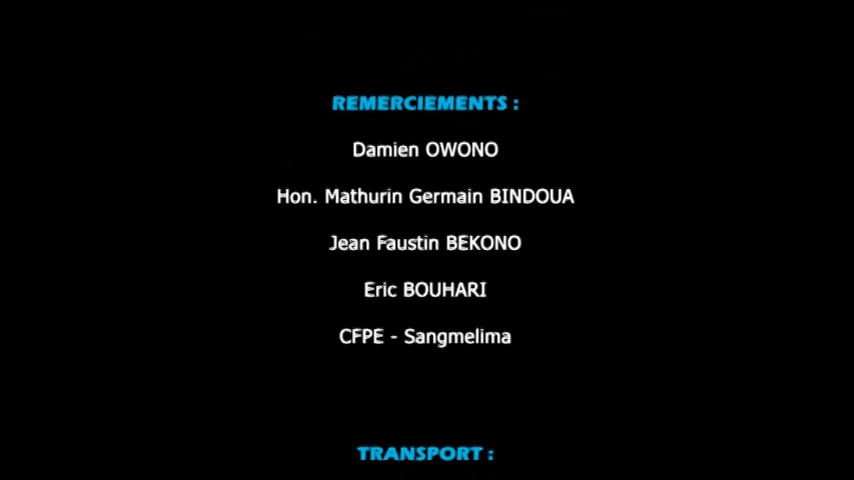 REMERCIEMENTS :
Damien OWONO
Hon. Mathurin Germain BINDOUA
Jean Faustin BEKONO
Eric BOUHARI
CFPE - Sangmelima
TRANSPORT :